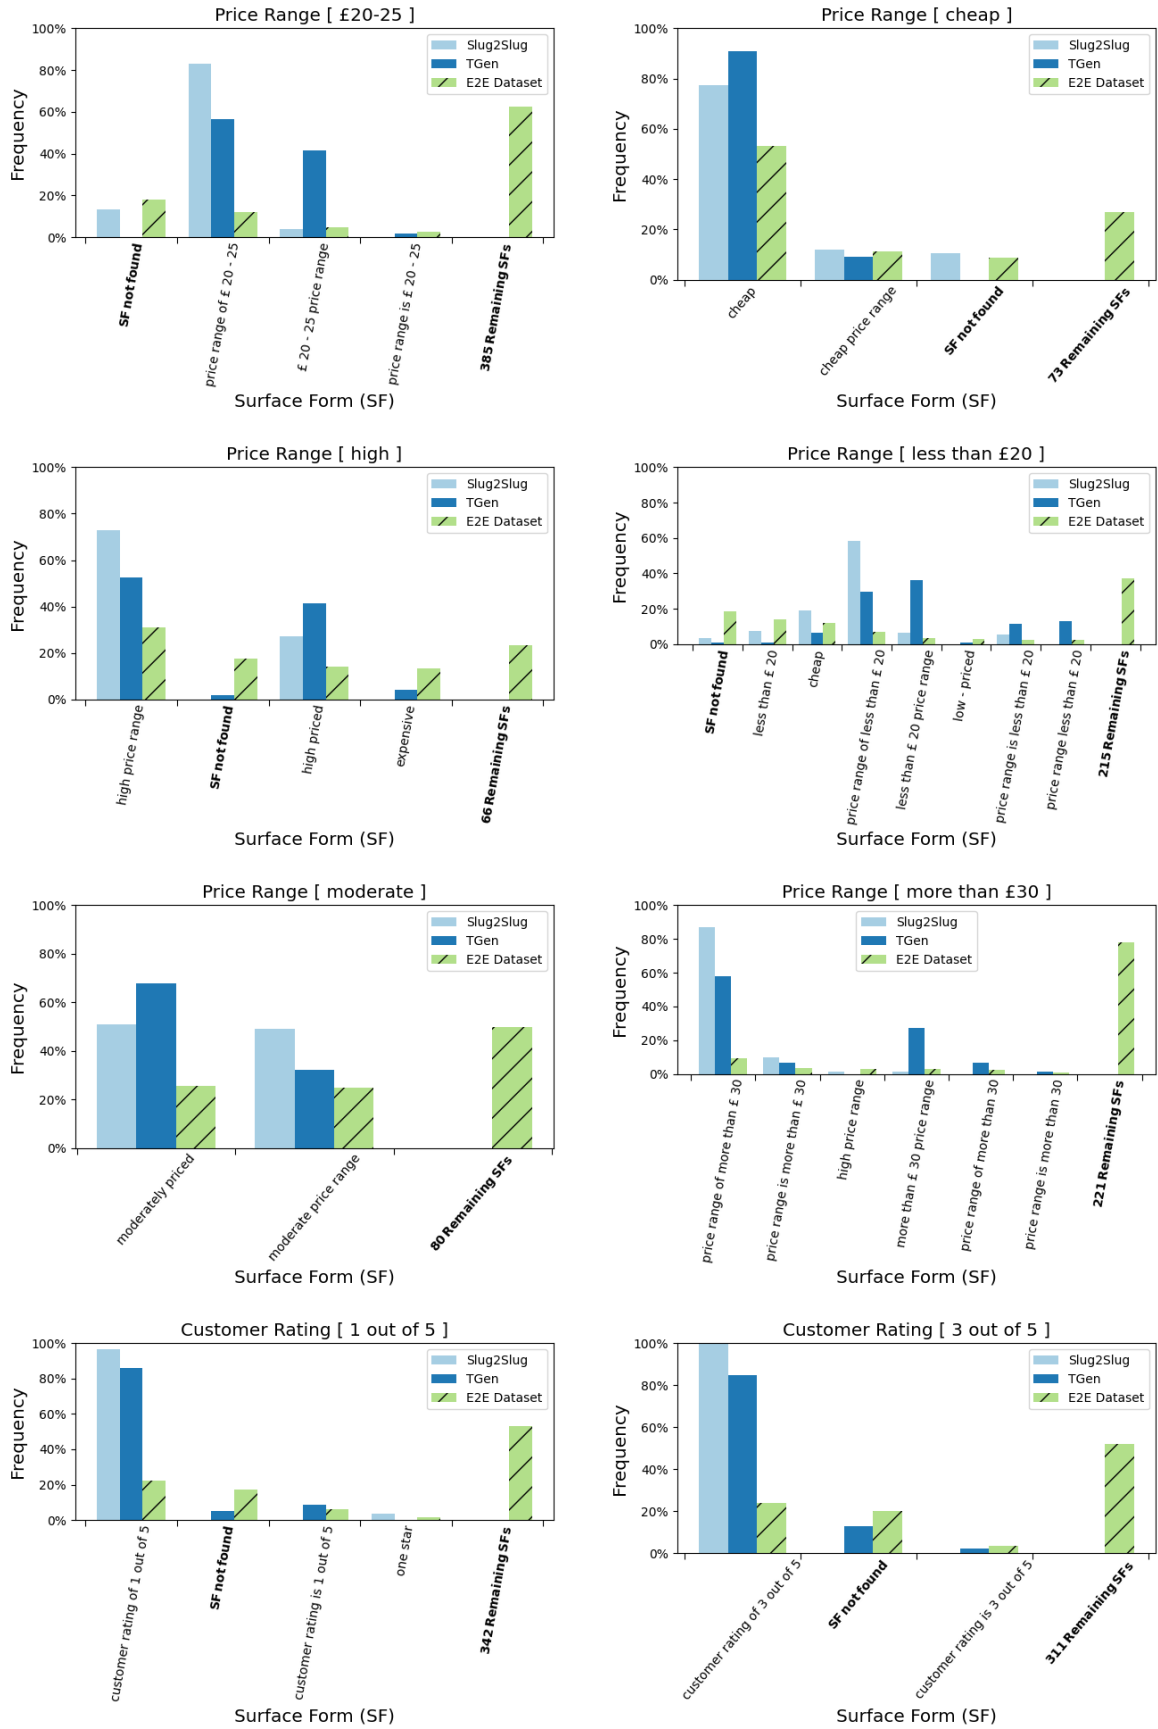 Price Range [ £20-25 ]
Frequency
100%
80%
60%
40%
20%
0%
Slug2Slug
TGen
E2E Dataset
SF not found
price range of £ 20 - 25
£ 20 - 25 price range
price range is £ 20 - 25
385 Remaining SFs
Surface Form (SF)
Price Range [ cheap ]
Frequency
100%
80%
60%
40%
20%
0%
Slug2Slug
TGen
E2E Dataset
cheap
cheap price range
SF not found
73 Remaining SFs
Surface Form (SF)
Price Range [ high ]
Frequency
100%
80%
60%
40%
20%
0%
Slug2Slug
TGen
E2E Dataset
high price range
SF not found
high priced
expensive
66 Remaining SFs
Surface Form (SF)
Price Range [ less than £20 ]
Frequency
100%
80%
60%
40%
20%
0%
Slug2Slug
TGen
E2E Dataset
SF not found
less than £ 20
cheap
price range of less than £ 20
less than £ 20 price range
low - priced
price range is less than £ 20
price range less than £ 20
215 Remaining SFs
Surface Form (SF)
Price Range [ moderate ]
Frequency
100%
80%
60%
40%
20%
0%
Slug2Slug
TGen
E2E Dataset
moderately priced
moderate price range
80 Remaining SFs
Surface Form (SF)
Price Range [ more than £30 ]
Frequency
100%
80%
60%
40%
20%
0%
Slug2Slug
TGen
E2E Dataset
price range of more than £ 30
price range is more than £ 30
high price range
more than £ 30 price range
price range of more than 30
price range is more than 30
221 Remaining SFs
Surface Form (SF)
Customer Rating [ 1 out of 5 ]
Frequency
100%
80%
60%
40%
20%
0%
Slug2Slug
TGen
E2E Dataset
customer rating of 1 out of 5
SF not found
customer rating is 1 out of 5
one star
342 Remaining SFs
Surface Form (SF)
Customer Rating [ 3 out of 5 ]
Frequency
100%
80%
60%
40%
20%
0%
Slug2Slug
TGen
E2E Dataset
customer rating of 3 out of 5
SF not found
customer rating is 3 out of 5
311 Remaining SFs
Surface Form (SF)